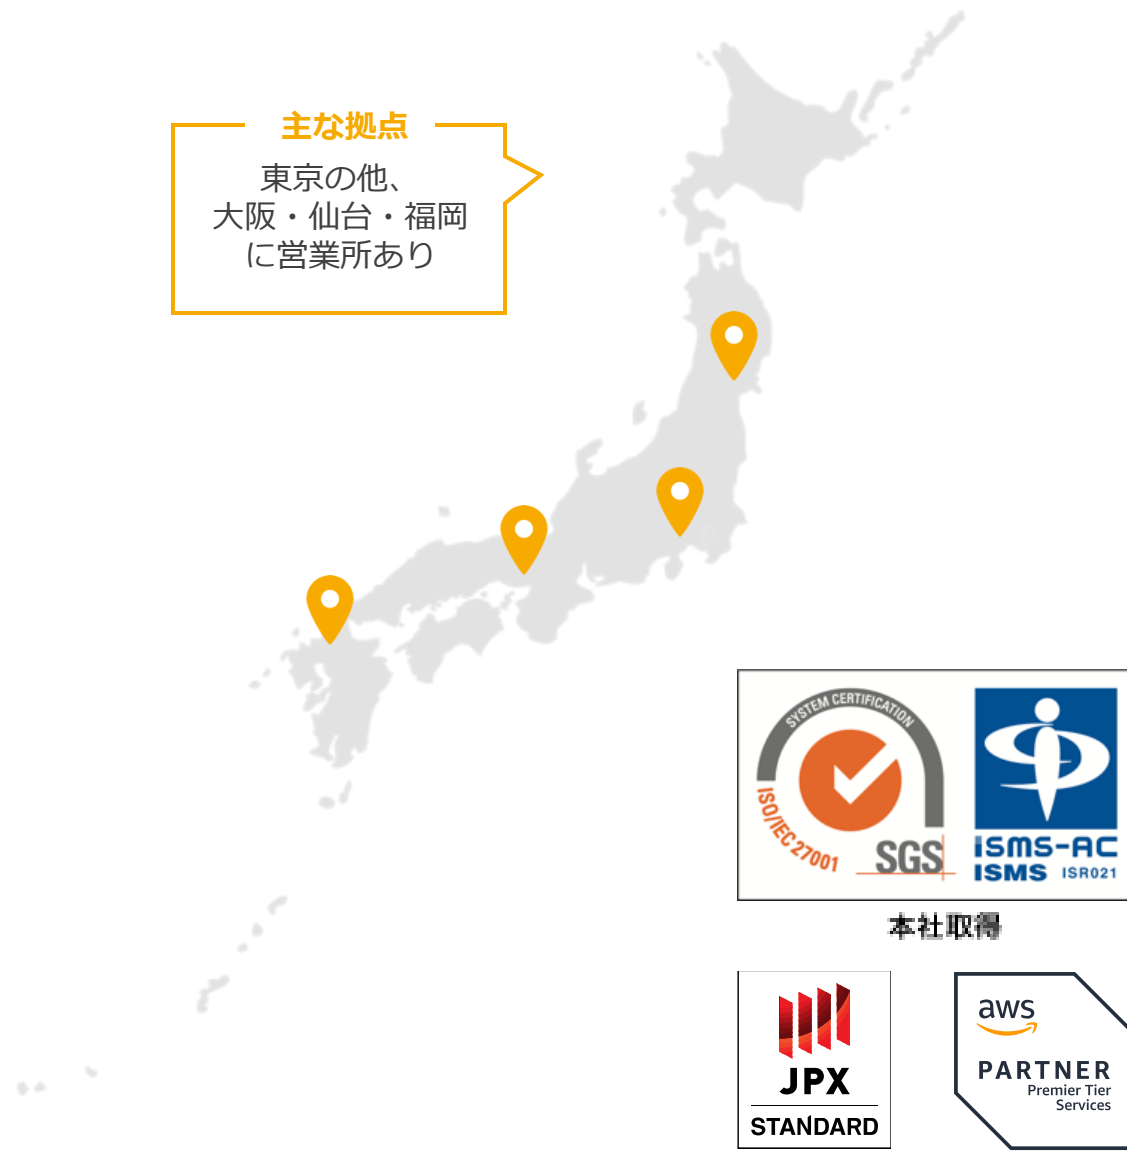 主な拠点
東京の他、
大阪・仙台・福岡
に営業所あり
SYSTEM CERTIFICATION
ISO/IEC 27001
SGS
ISMS-AC
ISMS ISR021
本社取得
JPX
STANDARD
aws
PARTNER
Premier Tier
Services